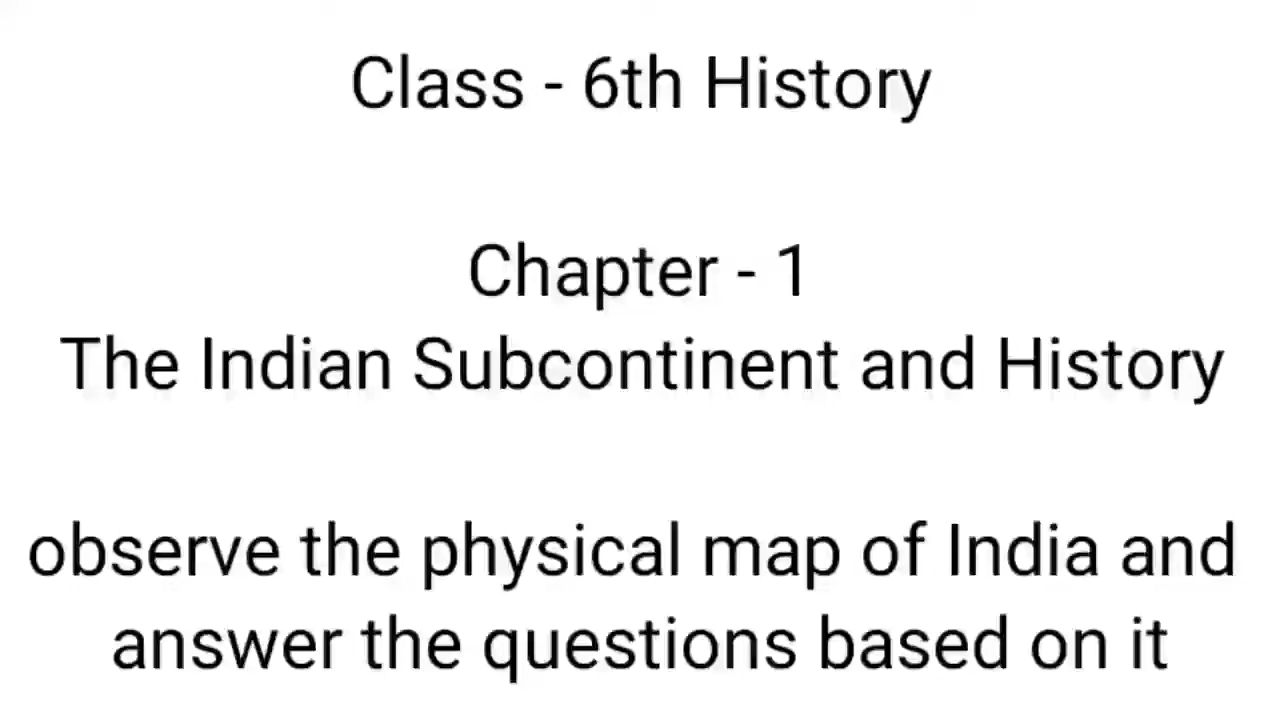 Class - 6th History
Chapter - 1
The Indian Subcontinent and History
observe the physical map of India and
answer the questions based on it